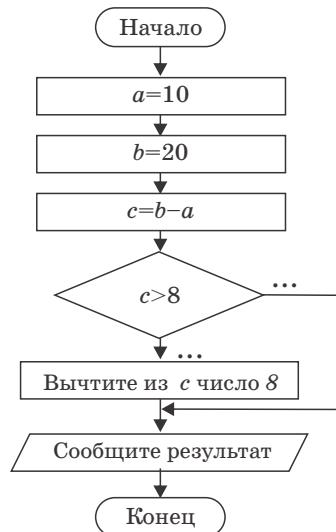 Начало
a=10
b=20
c=b–a
c>8
...
...
Вычтите из c число 8
Сообщите результат
Конец